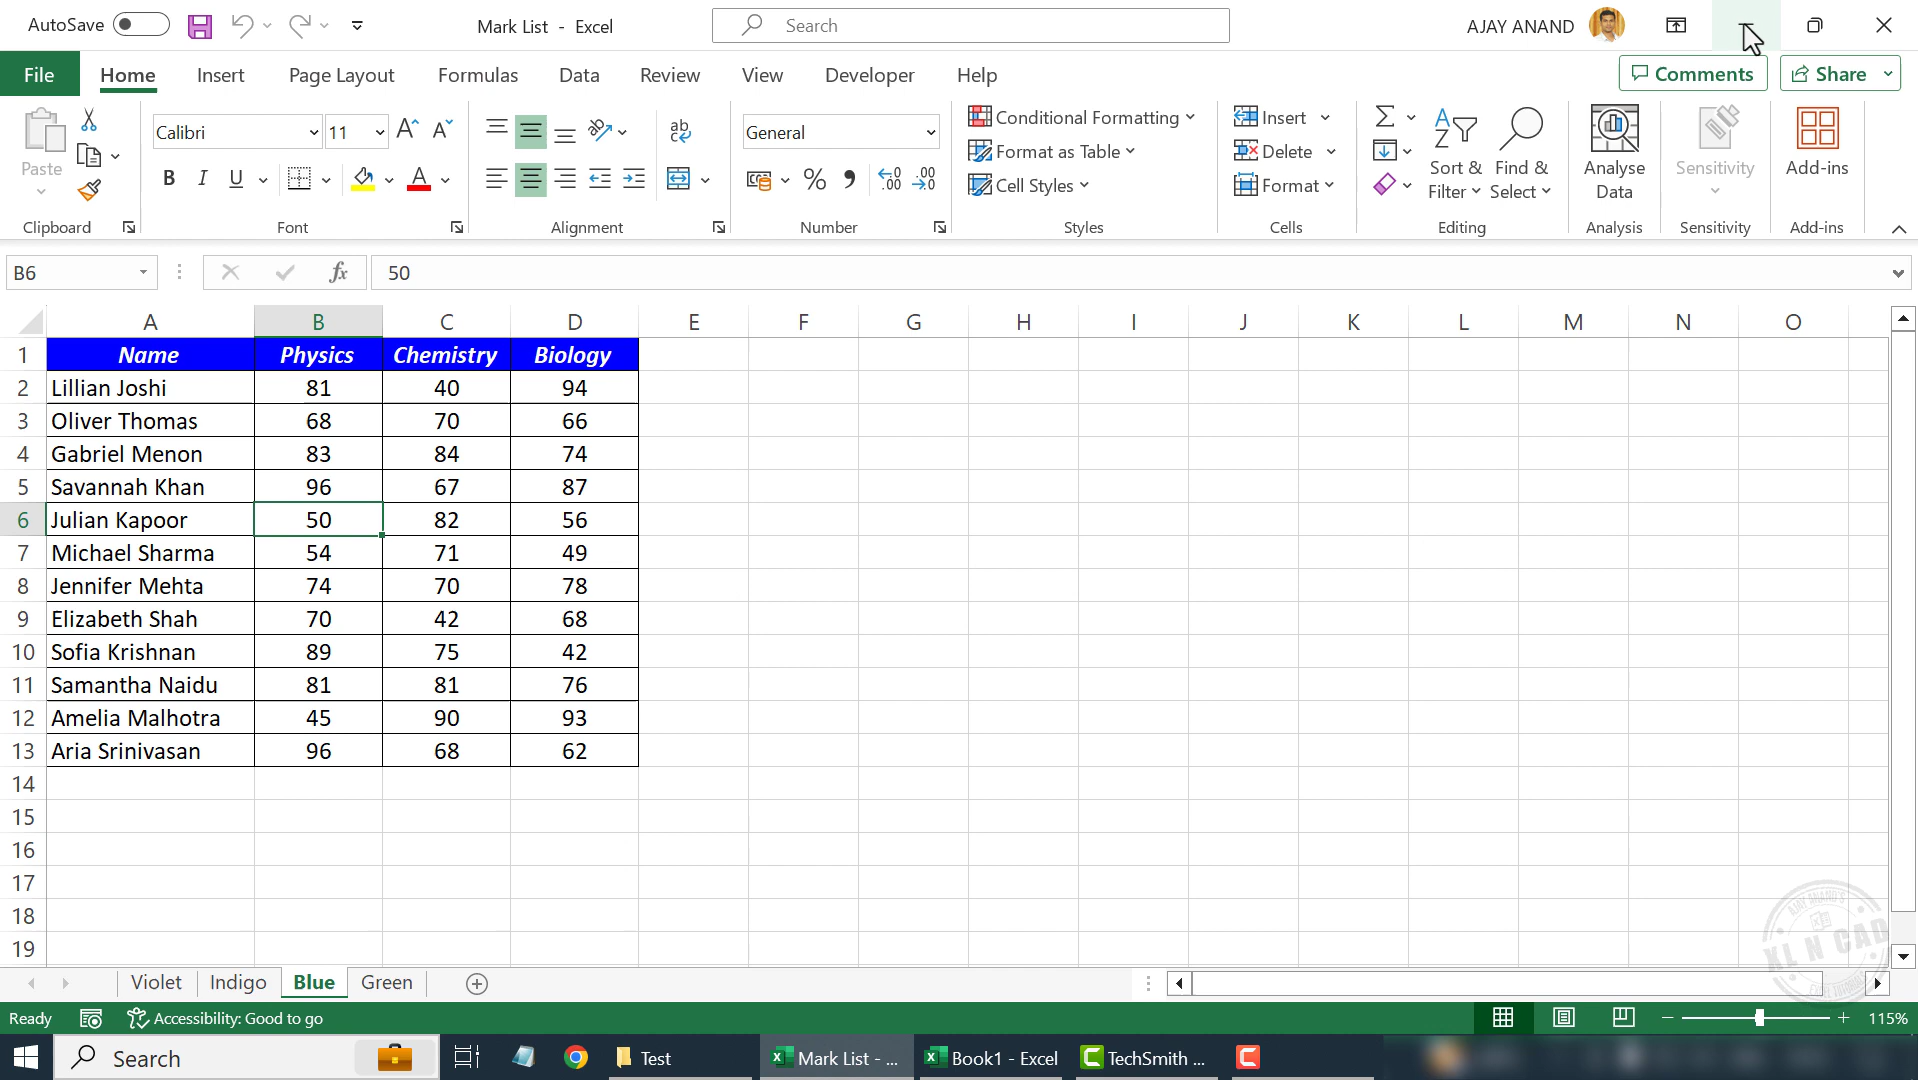 AutoSave Mark List - Excel Search AJAY ANAND
File Home Insert Page Layout Formulas Data Review View Developer Help Comments Share
Calibri 11 General Conditional Formatting Insert
Paste Format as Table Delete Sort & Find & Analyse Sensitivity Add-ins
B I U Cell Styles Format Filter Select Data
Clipboard Font Alignment Number Styles Cells Editing Analysis Sensitivity Add-ins
B6 fx 50
A B C D E F G H I J K L M N O
1 Name Physics Chemistry Biology
2 Lillian Joshi 81 40 94
3 Oliver Thomas 68 70 66
4 Gabriel Menon 83 84 74
5 Savannah Khan 96 67 87
6 Julian Kapoor 50 82 56
7 Michael Sharma 54 71 49
8 Jennifer Mehta 74 70 78
9 Elizabeth Shah 70 42 68
10 Sofia Krishnan 89 75 42
11 Samantha Naidu 81 81 76
12 Amelia Malhotra 45 90 93
13 Aria Srinivasan 96 68 62
14
15
16
17
18
19
XL N CAD
Violet Indigo Blue Green
Ready Accessibility: Good to go 115%
Search Test Mark List - ... Book1 - Excel TechSmith ...